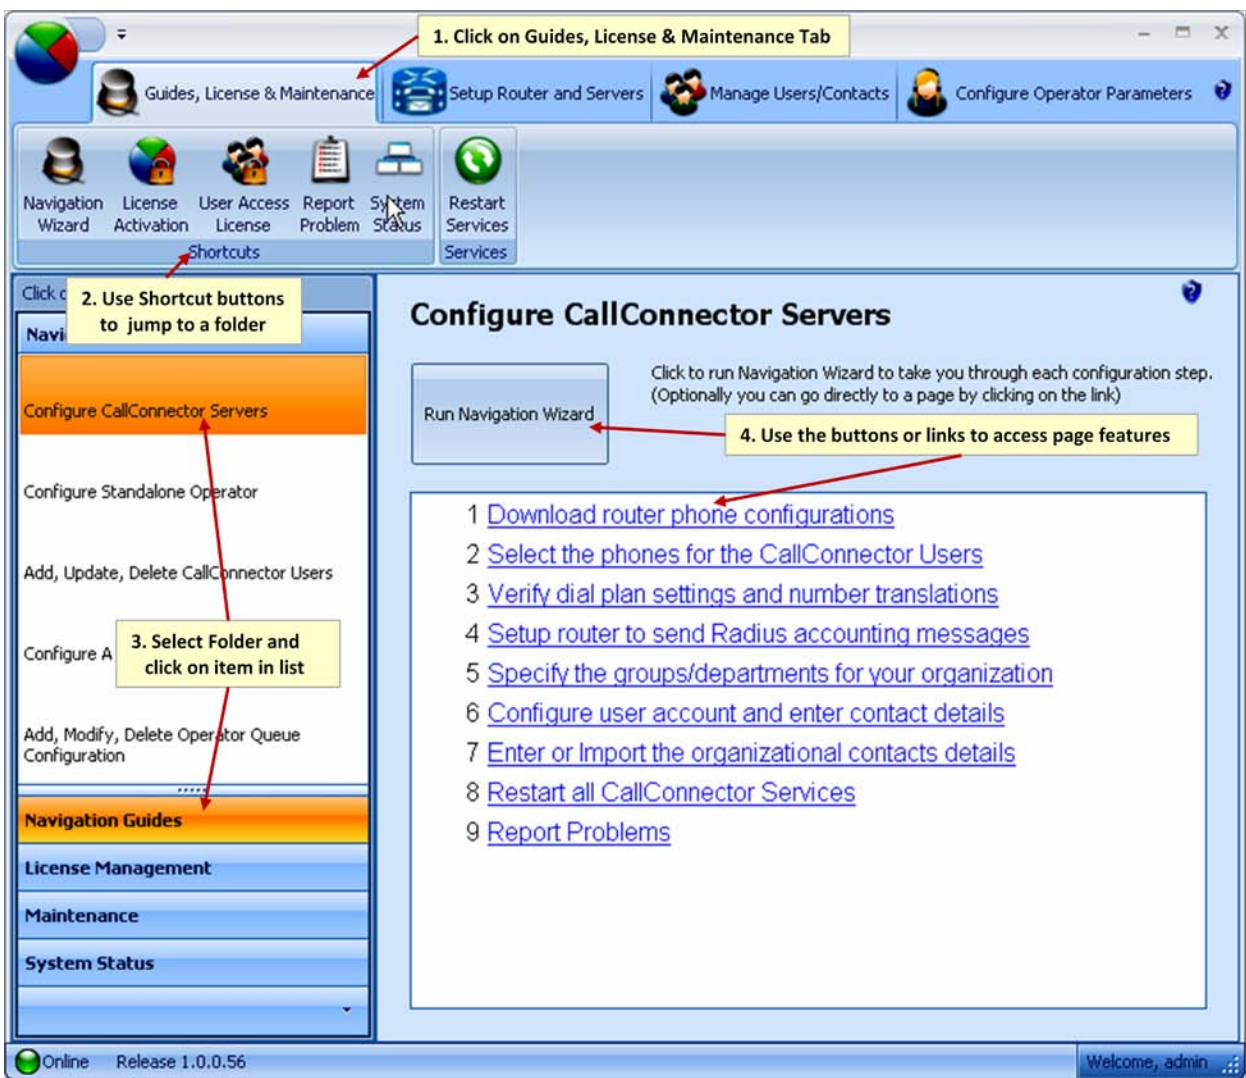 1. Click on Guides, License & Maintenance Tab
Guides, License & Maintenance
Setup Router and Servers
Manage Users/Contacts
Configure Operator Parameters
Navigation
Wizard
License
Activation
User Access
License
Report
Problem
System
Status
Restart
Services
Shortcuts
Services
Click
2. Use Shortcut buttons
to jump to a folder
Navi
Configure CallConnector Servers
Configure Standalone Operator
Add, Update, Delete CallConnector Users
3. Select Folder and
click on item in list
Configure A
Add, Modify, Delete Operator Queue
Configuration
Navigation Guides
License Management
Maintenance
System Status
Configure CallConnector Servers
Run Navigation Wizard
Click to run Navigation Wizard to take you through each configuration step.
(Optionally you can go directly to a page by clicking on the link)
4. Use the buttons or links to access page features
1 Download router phone configurations
2 Select the phones for the CallConnector Users
3 Verify dial plan settings and number translations
4 Setup router to send Radius accounting messages
5 Specify the groups/departments for your organization
6 Configure user account and enter contact details
7 Enter or Import the organizational contacts details
8 Restart all CallConnector Services
9 Report Problems
Online
Release 1.0.0.56
Welcome, admin